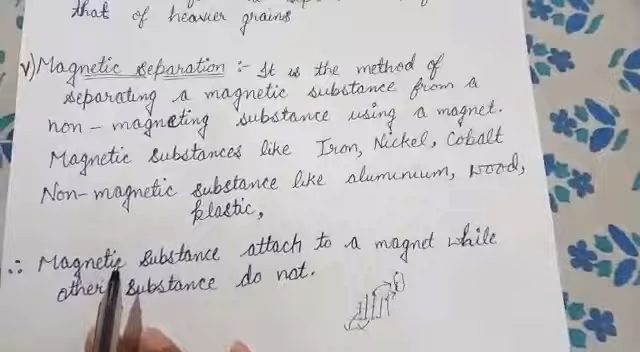 that of heavier grains
v) Magnetic separation :- It is the method of
separating a magnetic substance from a
non-magneting substance using a magnet.
Magnetic substances like Iron, Nickel, Cobalt
Non-magnetic substance like aluminium, wood,
plastic,
∴ Magnetic substance attach to a magnet while
other substance do not.